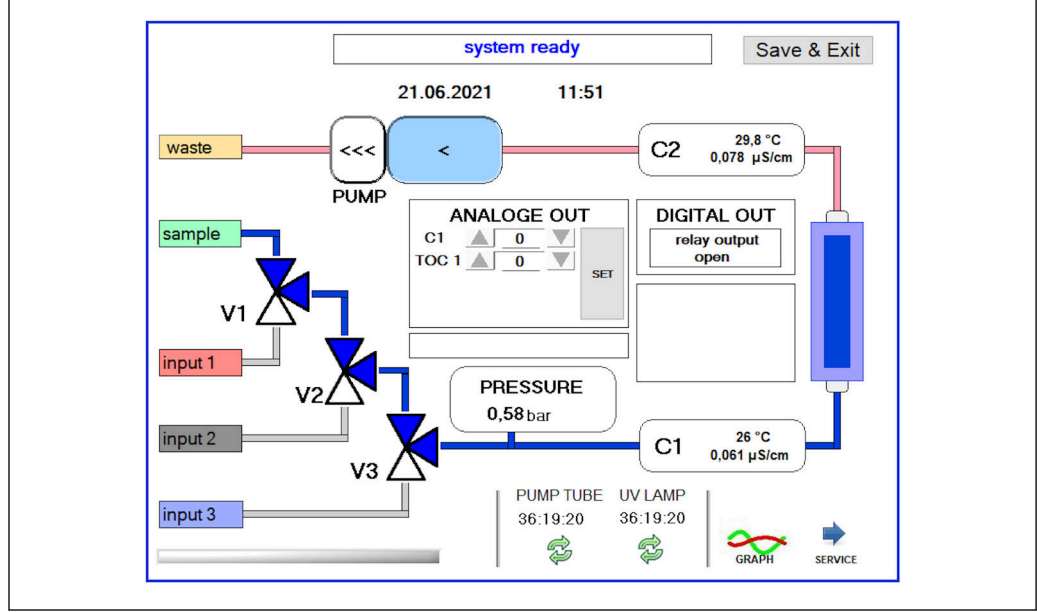 system ready
Save & Exit
21.06.2021 11:51
waste
<<<
<
C2
29,8 °C
0,078 µS/cm
PUMP
sample
ANALOGE OUT
C1 0
TOC 1 0
SET
DIGITAL OUT
relay output
open
V1
input 1
V2
PRESSURE
0,58 bar
input 2
V3
C1
26 °C
0,061 µS/cm
input 3
PUMP TUBE UV LAMP
36:19:20 36:19:20
GRAPH
SERVICE